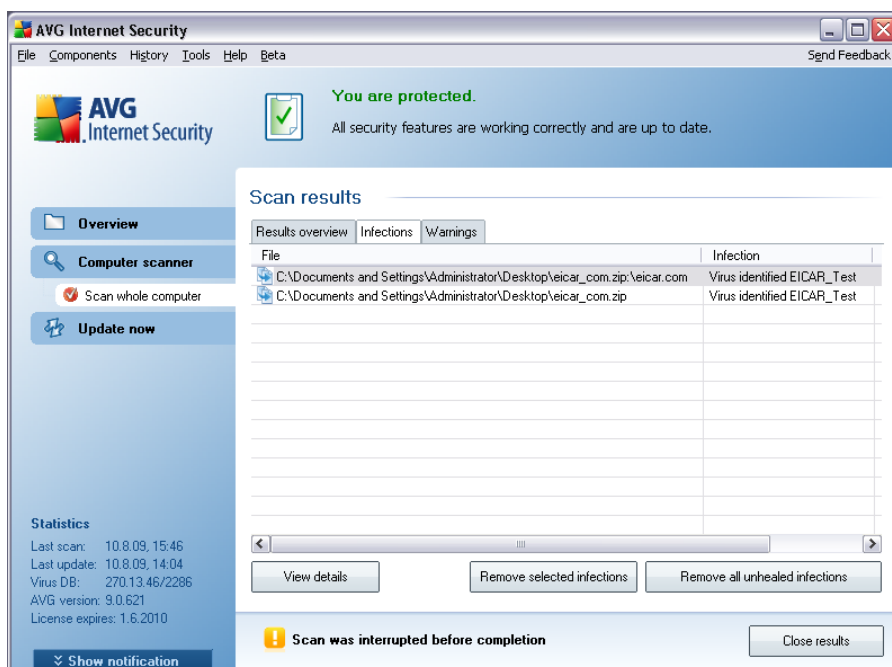 AVG Internet Security
File Components History Tools Help Beta
Send Feedback
AVG
Internet Security
You are protected.
All security features are working correctly and are up to date.
Overview
Computer scanner
Scan whole computer
Update now
Scan results
Results overview Infections Warnings
File Infection
C:\Documents and Settings\Administrator\Desktop\eicar_com.zip:\eicar.com Virus identified EICAR_Test
C:\Documents and Settings\Administrator\Desktop\eicar_com.zip Virus identified EICAR_Test
View details Remove selected infections Remove all unhealed infections
Statistics
Last scan: 10.8.09, 15:46
Last update: 10.8.09, 14:04
Virus DB: 270.13.46/2286
AVG version: 9.0.621
License expires: 1.6.2010
Show notification
Scan was interrupted before completion
Close results